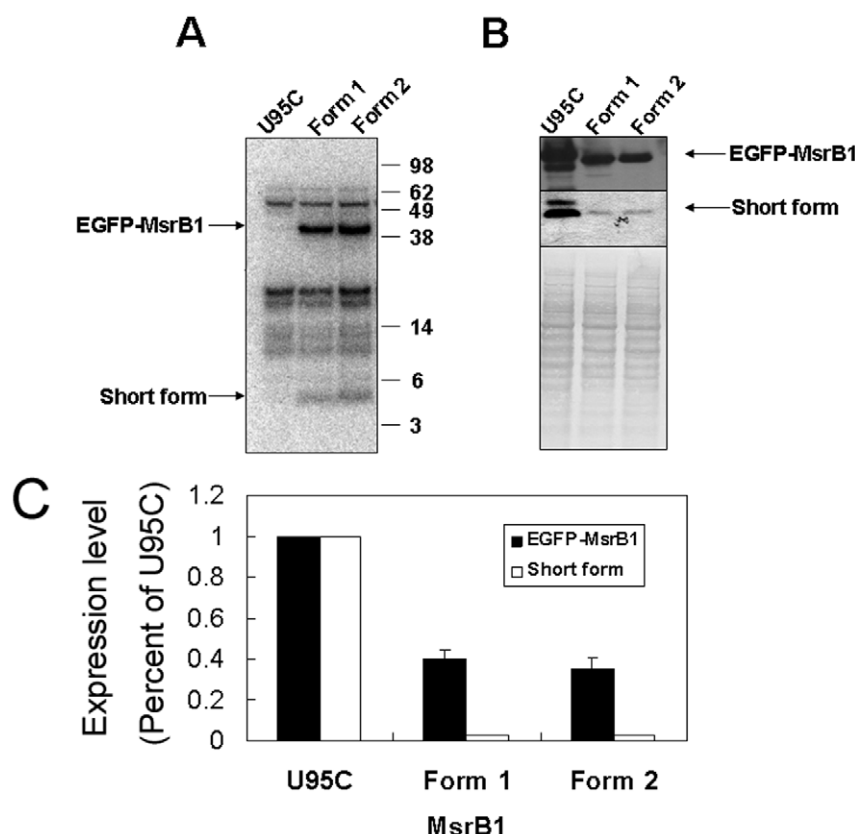 A
U95C
Form 1
Form 2
98
62
49
38
14
6
3
EGFP-MsrB1
Short form
B
U95C
Form 1
Form 2
EGFP-MsrB1
Short form
C
Expression level
(Percent of U95C)
1.2
1
0.8
0.6
0.4
0.2
0
EGFP-MsrB1
Short form
U95C
Form 1
Form 2
MsrB1